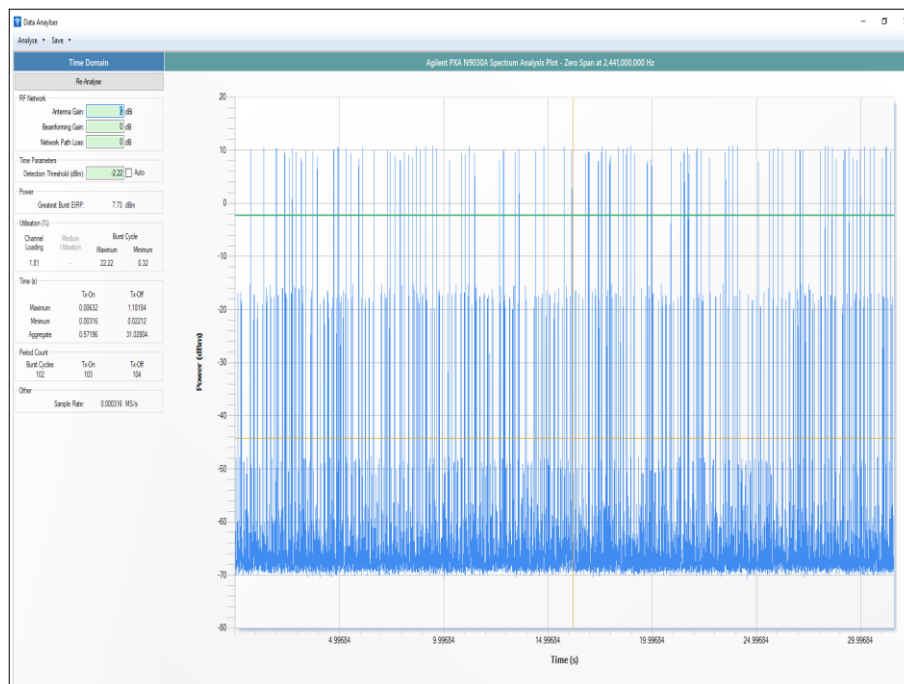 Data Anaylser
Analyse Save
Time Domain
Agilent PXA N9030A Spectrum Analysis Plot - Zero Span at 2,441,000,000 Hz
Re-Analyse
RF Network
Antenna Gain: dBi
Beamforming Gain: 0 dB
Network Path Loss: 0 dB
Time Parameters
Detection Threshold (dBm): -2.22 Auto
Power
Greatest Burst EIRP: 7.73 dBm
Utilisation (%)
Channel Loading Medium Utilisation Burst Cycle
Maximum Minimum
1.81 - 22.22 0.32
Time (s)
Tx-On Tx-Off
Maximum 0.00632 1.18184
Minimum 0.00316 0.02212
Aggregate 0.57196 31.02804
Period Count
Burst Cycles Tx-On Tx-Off
102 103 104
Other
Sample Rate: 0.000316 MS/s
20
10
0
-10
-20
-30
-40
-50
-60
-70
-80
Power (dBm)
4.99684 9.99684 14.99684 19.99684 24.99684 29.99684
Time (s)